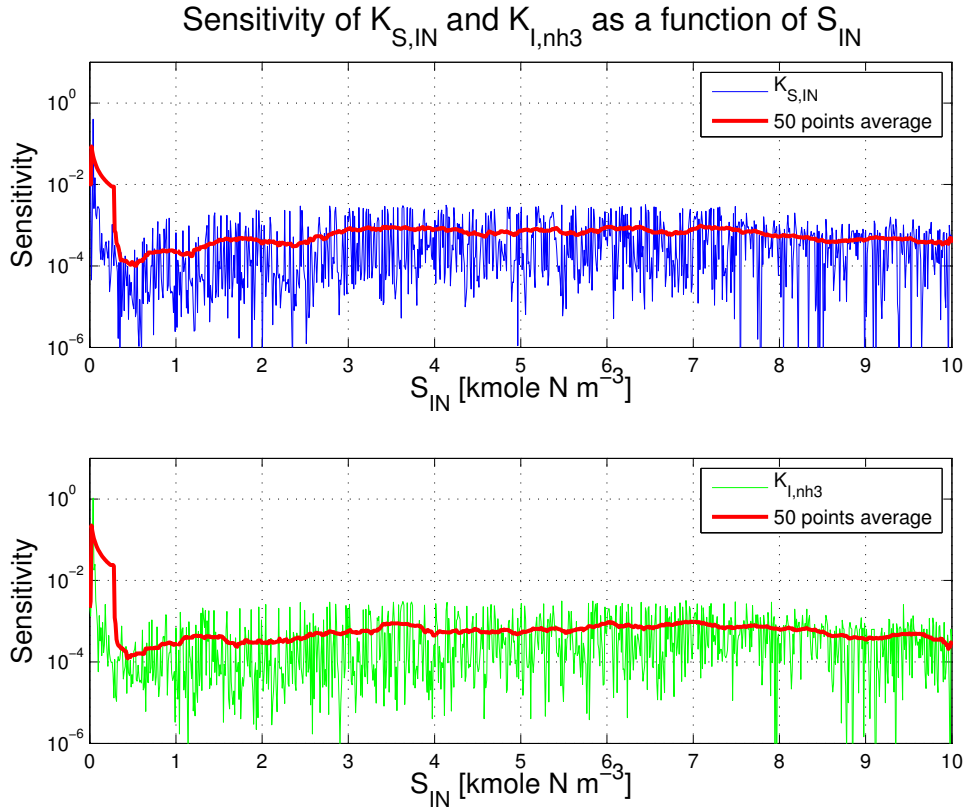 Sensitivity of K_S,IN and K_I,nh3 as a function of S_IN
10^0
10^−2
10^−4
10^−6
Sensitivity
K_S,IN
50 points average
0 1 2 3 4 5 6 7 8 9 10
S_IN [kmole N m^−3]
10^0
10^−2
10^−4
10^−6
Sensitivity
K_I,nh3
50 points average
0 1 2 3 4 5 6 7 8 9 10
S_IN [kmole N m^−3]